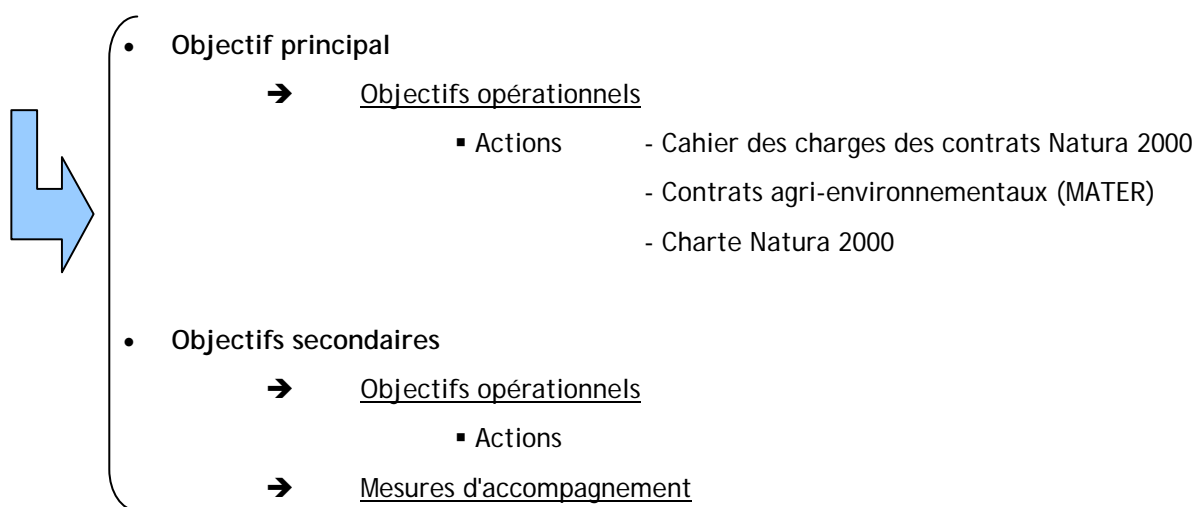 • Objectif principal
➔ Objectifs opérationnels
▪ Actions - Cahier des charges des contrats Natura 2000
- Contrats agri-environnementaux (MATER)
- Charte Natura 2000
• Objectifs secondaires
➔ Objectifs opérationnels
▪ Actions
➔ Mesures d'accompagnement